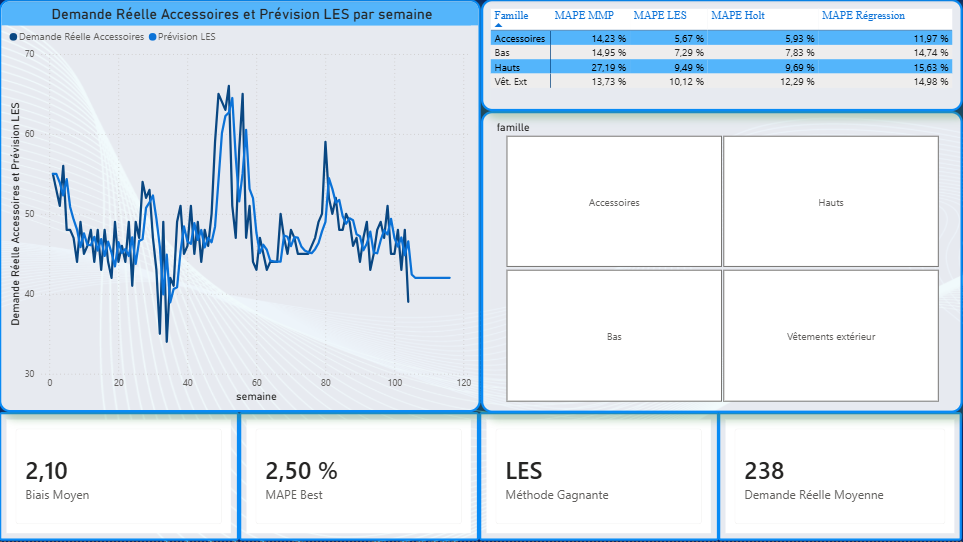 Demande Réelle Accessoires et Prévision LES par semaine
Demande Réelle Accessoires Prévision LES
Demande Réelle Accessoires et Prévision LES
70
60
50
40
30
0 20 40 60 80 100 120
semaine
Famille MAPE MMP MAPE LES MAPE Holt MAPE Régression
Accessoires 14,23 % 5,67 % 5,93 % 11,97 %
Bas 14,95 % 7,29 % 7,83 % 14,74 %
Hauts 27,19 % 9,49 % 9,69 % 15,63 %
Vêt. Ext 13,73 % 10,12 % 12,29 % 14,98 %
famille
Accessoires Hauts
Bas Vêtements extérieur
2,10
Biais Moyen
2,50 %
MAPE Best
LES
Méthode Gagnante
238
Demande Réelle Moyenne